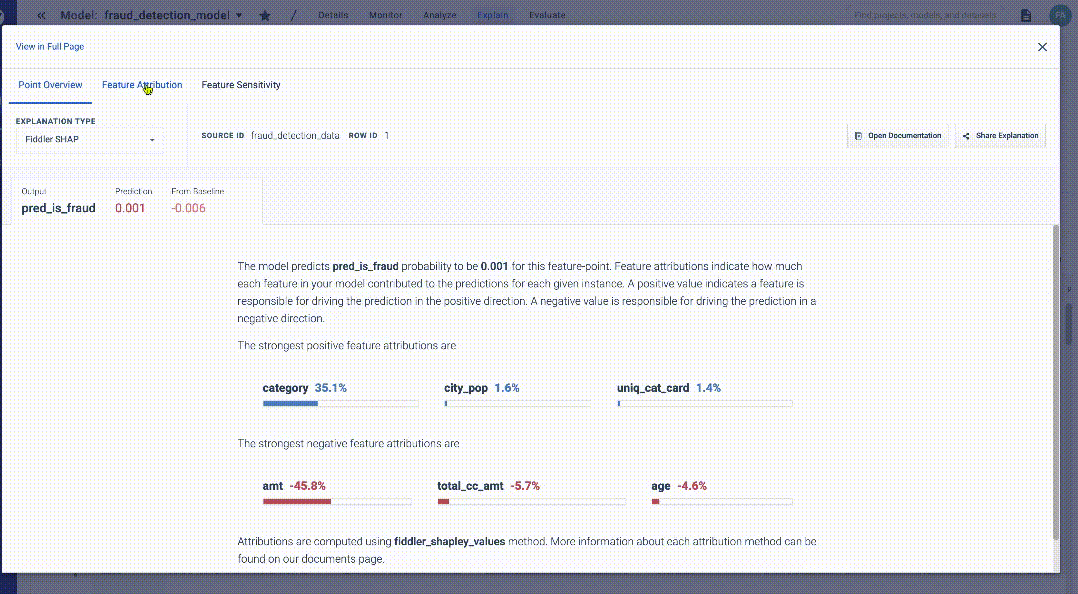 Model: fraud_detection_model
Details
Monitor
Analyze
Explain
Evaluate
Find projects, models, and datasets
View in Full Page
Point Overview
Feature Attribution
Feature Sensitivity
EXPLANATION TYPE
Fiddler SHAP
SOURCE ID fraud_detection_data ROW ID 1
Open Documentation
Share Explanation
Output Prediction From Baseline
pred_is_fraud 0.001 -0.006
The model predicts pred_is_fraud probability to be 0.001 for this feature-point. Feature attributions indicate how much
each feature in your model contributed to the predictions for each given instance. A positive value indicates a feature is
responsible for driving the prediction in the positive direction. A negative value is responsible for driving the prediction in a
negative direction.
The strongest positive feature attributions are
category 35.1% city_pop 1.6% uniq_cat_card 1.4%
The strongest negative feature attributions are
amt -45.8% total_cc_amt -5.7% age -4.6%
Attributions are computed using fiddler_shapley_values method. More information about each attribution method can be
found on our documents page.